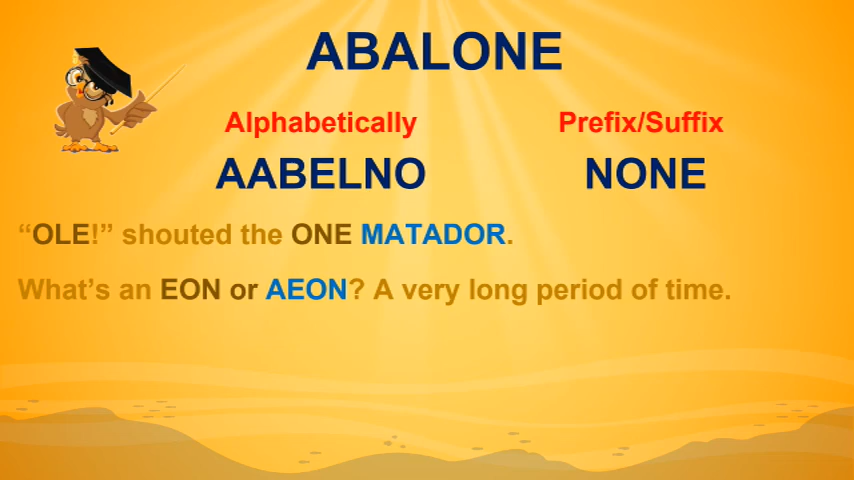 ABALONE
Alphabetically Prefix/Suffix
AABELNO NONE
“OLE!” shouted the ONE MATADOR.
What’s an EON or AEON? A very long period of time.